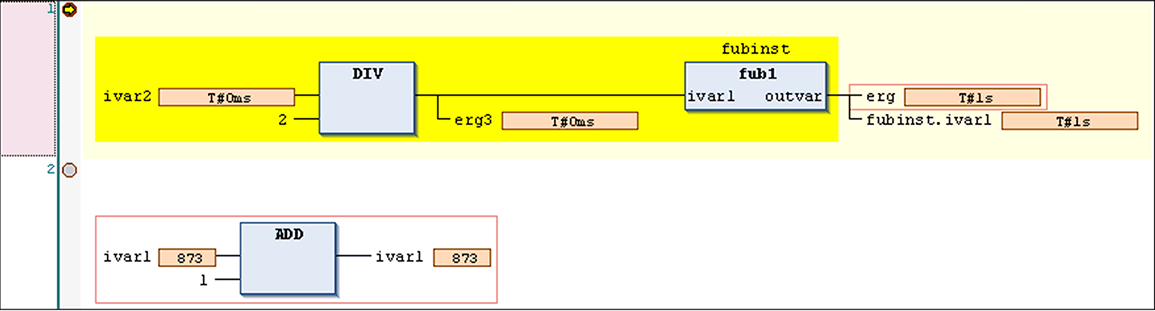 1
fubinst
DIV
fub1
ivar2 T#0ms
ivar1 outvar
erg T#1s
2
erg3 T#0ms
fubinst.ivar1 T#1s
2
ADD
ivar1 873
ivar1 873
1